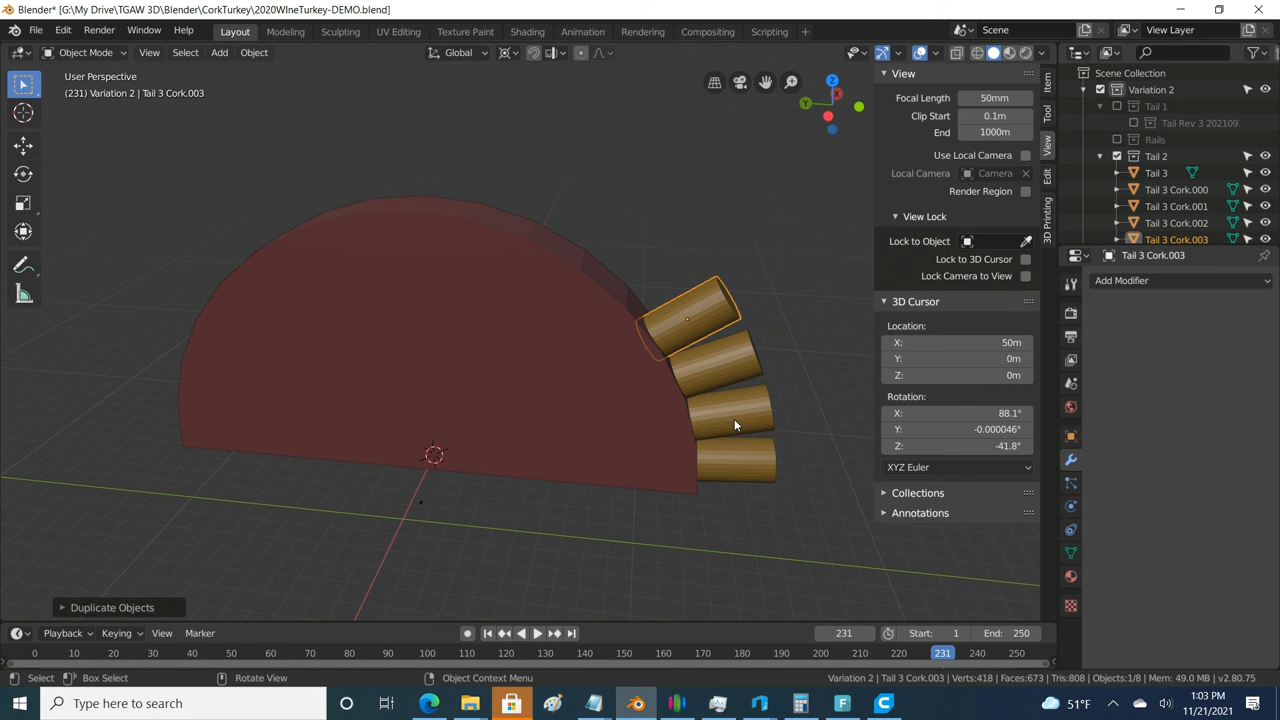 Blender* [G:\My Drive\TGAW 3D\Blender\CorkTurkey\2020WIneTurkey-DEMO.blend]
File Edit Render Window Help Layout Modeling Sculpting UV Editing Texture Paint Shading Animation Rendering Compositing Scripting + Scene View Layer
Object Mode View Select Add Object Global
User Perspective
(231) Variation 2 | Tail 3 Cork.003
Z
X
Y
View
Focal Length 50mm
Clip Start 0.1m
End 1000m
Use Local Camera
Local Camera Camera
Render Region
View Lock
Lock to Object
Lock to 3D Cursor
Lock Camera to View
3D Cursor
Location:
X: 50m
Y: 0m
Z: 0m
Rotation:
X: 88.1°
Y: -0.000046°
Z: -41.8°
XYZ Euler
Collections
Annotations
Item
Tool
View
Edit
3D Printing
Scene Collection
Variation 2
Tail 1
Tail Rev 3 202109.
Rails
Tail 2
Tail 3
Tail 3 Cork.000
Tail 3 Cork.001
Tail 3 Cork.002
Tail 3 Cork.003
Tail 3 Cork.003
Add Modifier
Duplicate Objects
Playback Keying View Marker 231 Start: 1 End: 250
0 10 20 30 40 50 60 70 80 90 100 110 120 130 140 150 160 170 180 190 200 210 220 231 250
Select Box Select Rotate View Object Context Menu Variation 2 | Tail 3 Cork.003 | Verts:418 | Faces:673 | Tris:808 | Objects:1/8 | Mem: 49.0 MB | v2.80.75
Type here to search
51°F
1:03 PM
11/21/2021